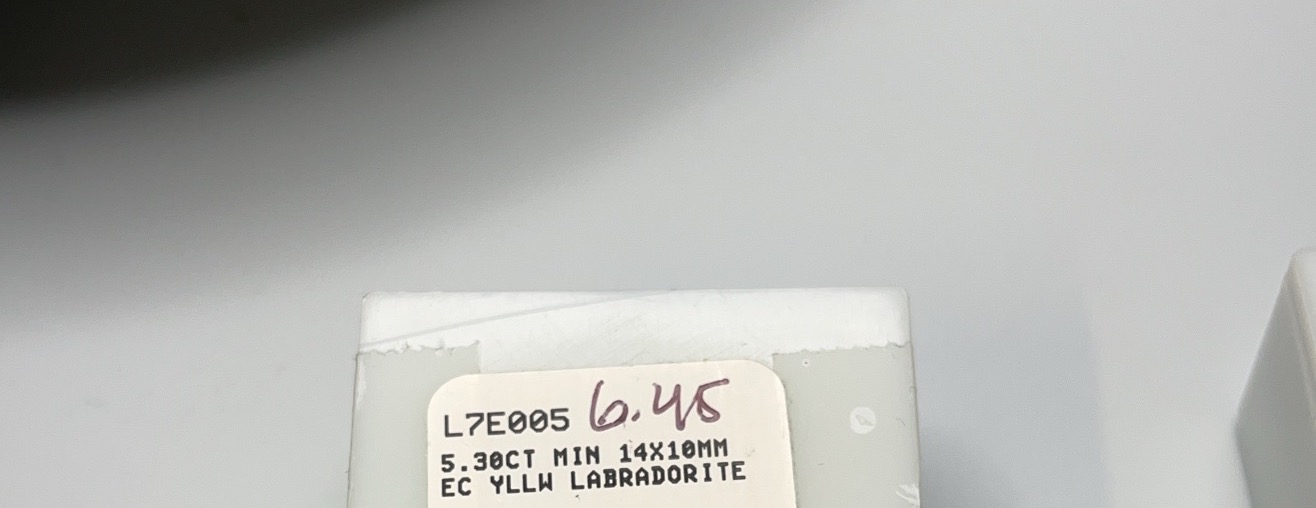 L7E005 6.45
5.30CT MIN 14X10MM
EC YLLW LABRADORITE